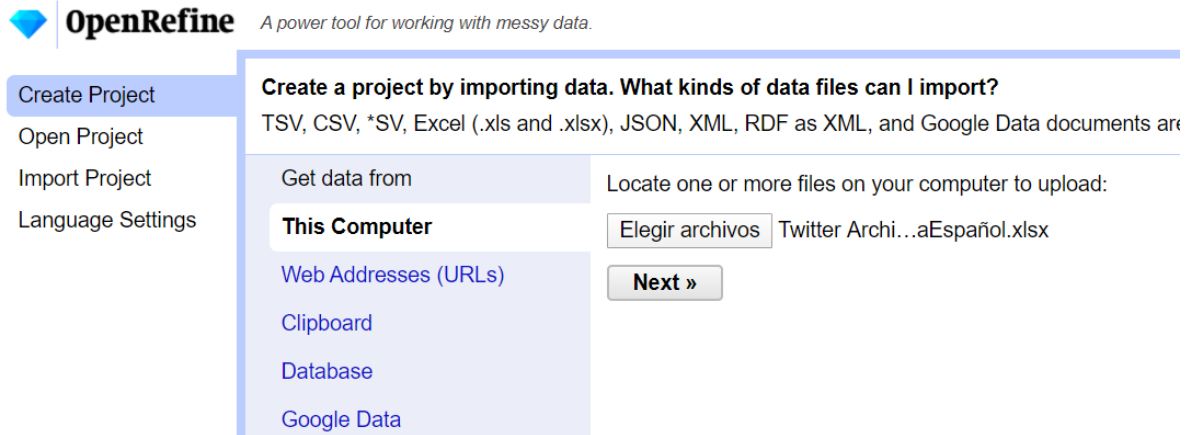 OpenRefine A power tool for working with messy data.
Create Project
Open Project
Import Project
Language Settings
Create a project by importing data. What kinds of data files can I import?
TSV, CSV, *SV, Excel (.xls and .xlsx), JSON, XML, RDF as XML, and Google Data documents are
Get data from
This Computer
Web Addresses (URLs)
Clipboard
Database
Google Data
Locate one or more files on your computer to upload:
Elegir archivos Twitter Archi…aEspañol.xlsx
Next »